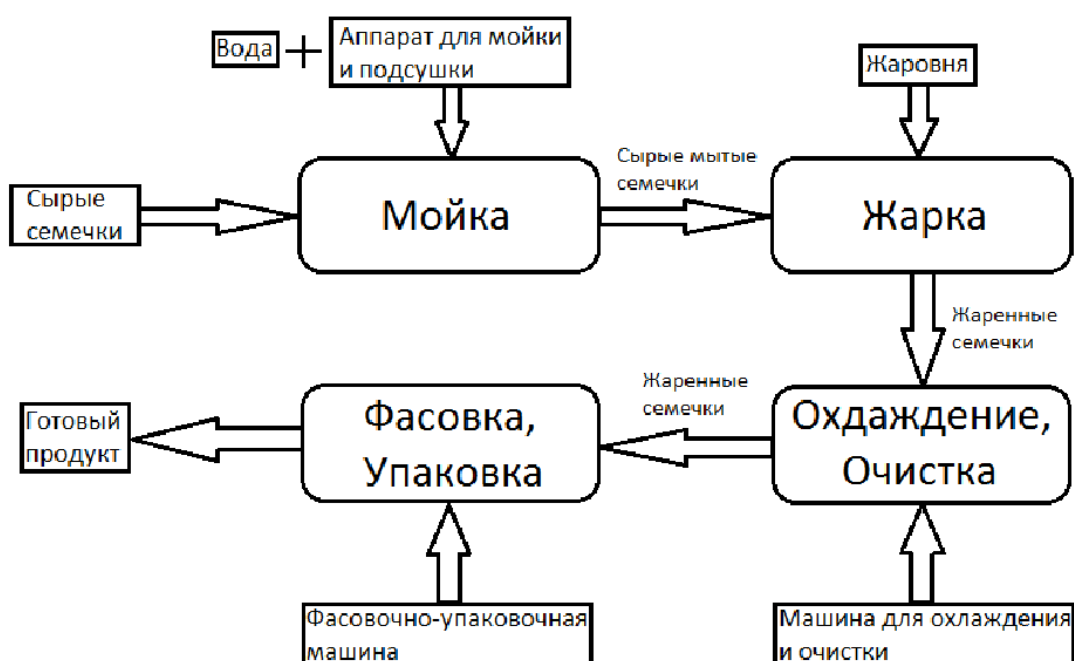 Вода
Аппарат для мойки
и подсушки
Жаровня
Сырые
семечки
Мойка
Сырые мытые
семечки
Жарка
Жаренные
семечки
Готовый
продукт
Фасовка,
Упаковка
Жаренные
семечки
Охдаждение,
Очистка
Фасовочно-упаковочная
машина
Машина для охлаждения
и очистки